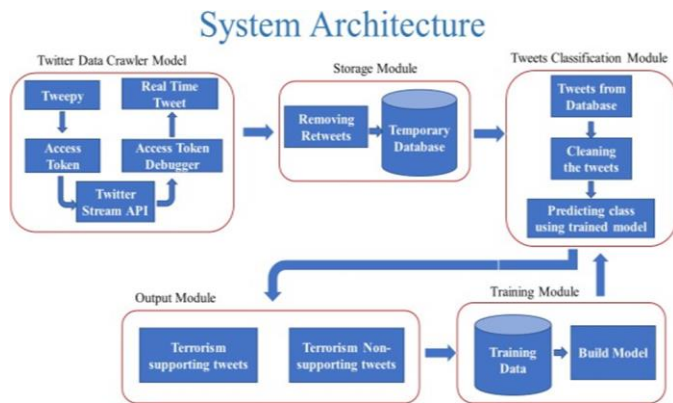 System Architecture
Twitter Data Crawler Model
Tweepy
Access
Token
Twitter
Stream API
Access Token
Debugger
Real Time
Tweet
Storage Module
Removing
Retweets
Temporary
Database
Tweets Classification Module
Tweets from
Database
Cleaning
the tweets
Predicting class
using trained model
Output Module
Terrorism
supporting tweets
Terrorism Non-
supporting tweets
Training Module
Training
Data
Build Model